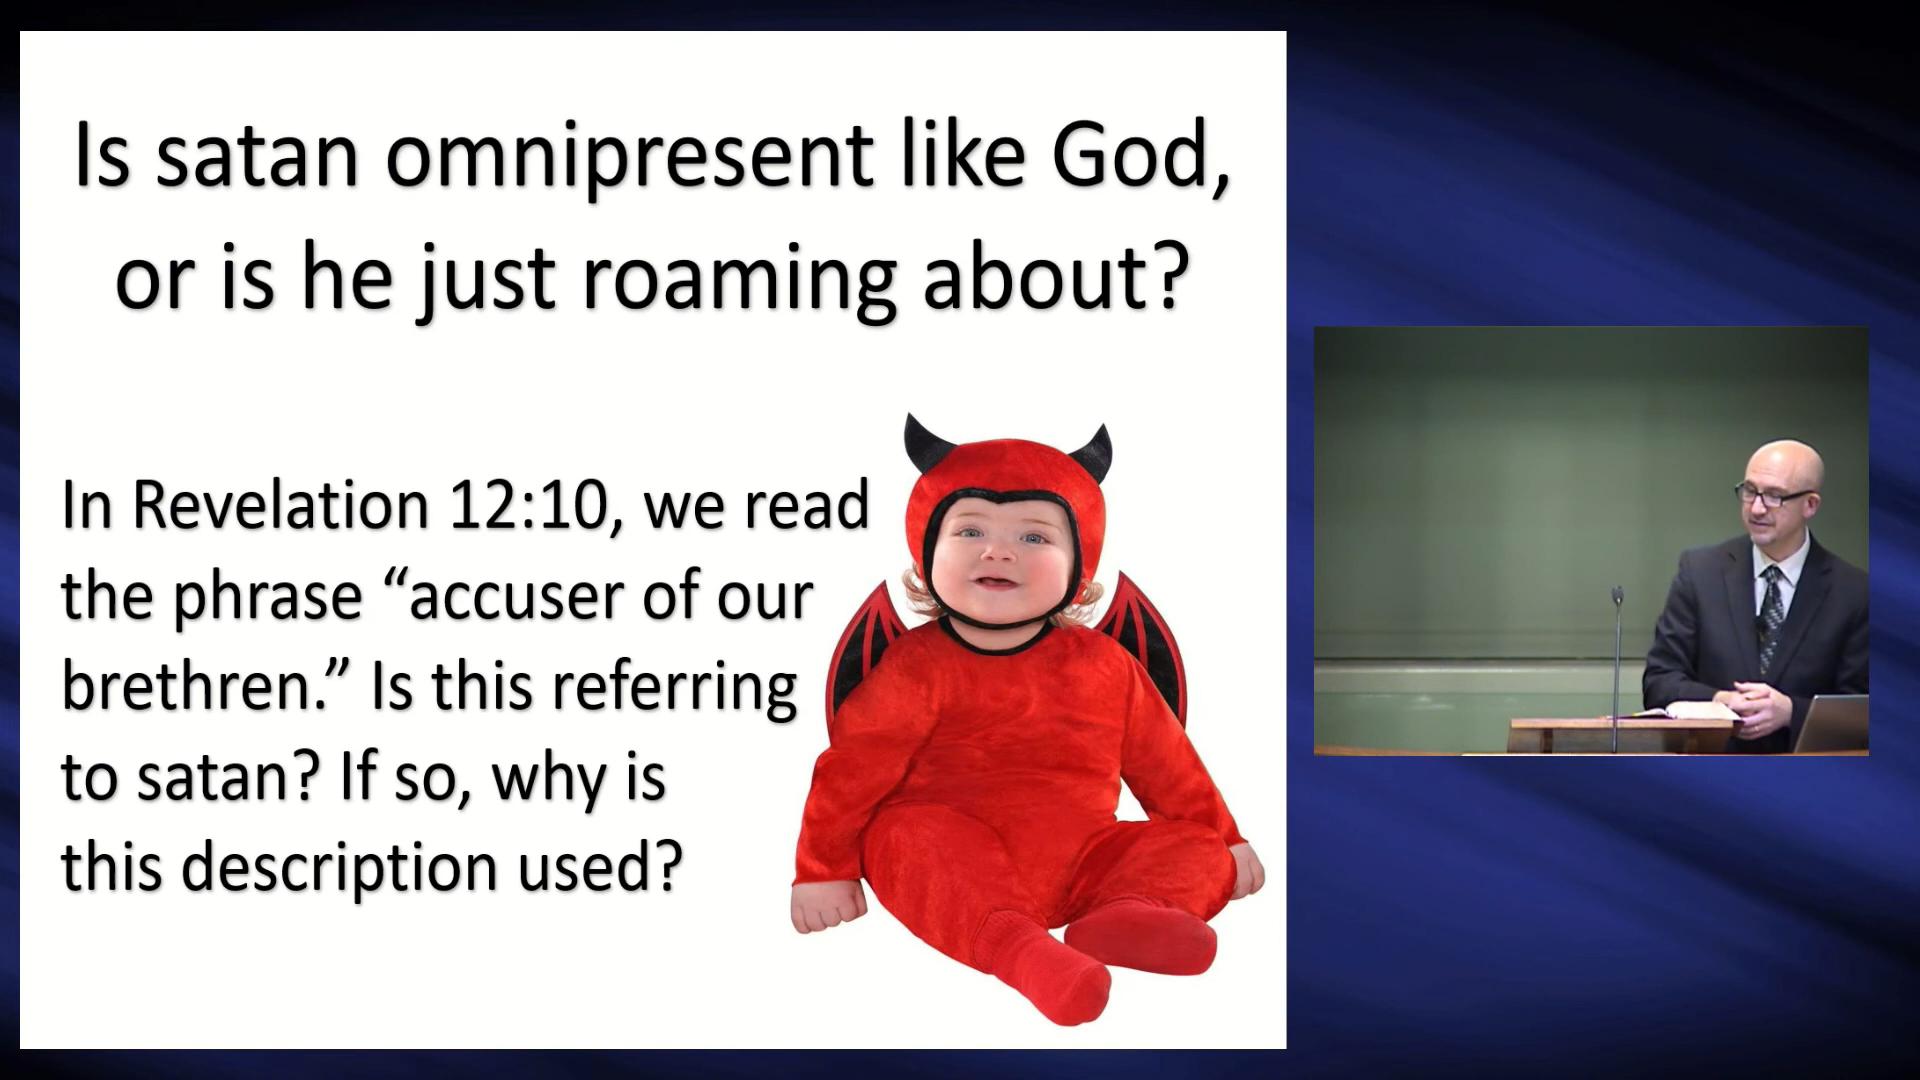 Is satan omnipresent like God,
or is he just roaming about?
In Revelation 12:10, we read
the phrase “accuser of our
brethren.” Is this referring
to satan? If so, why is
this description used?